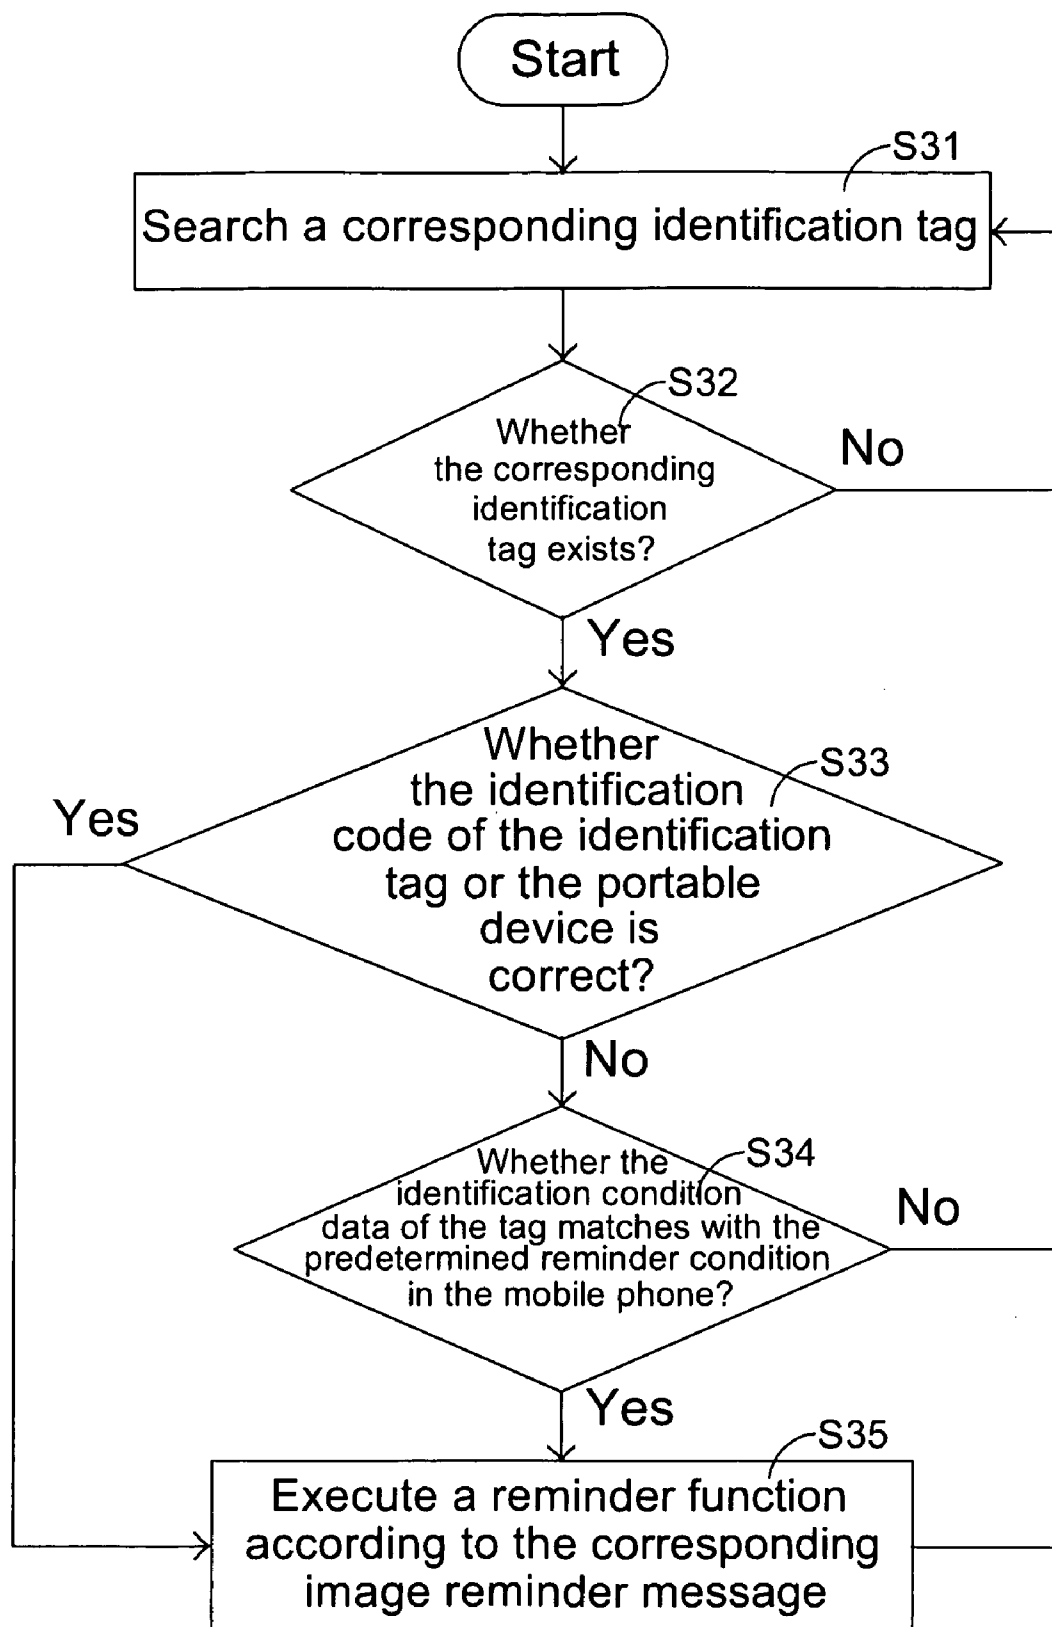 Start
S31
Search a corresponding identification tag
S32
Whether
the corresponding
identification
tag exists?
No
Yes
Whether
the identification
code of the identification
tag or the portable
device is
correct?
S33
Yes
No
Whether the
identification condition
data of the tag matches with the
predetermined reminder condition
in the mobile phone?
S34
No
Yes
S35
Execute a reminder function
according to the corresponding
image reminder message